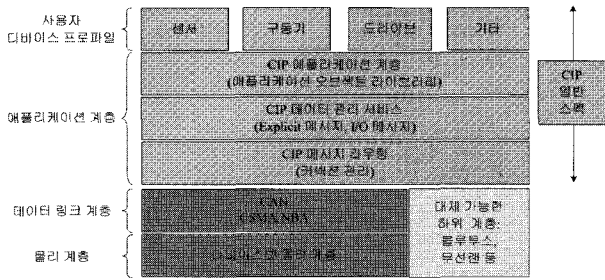 사용자
디바이스 프로파일
센서
구동기
드라이브
기타
CIP 애플리케이션 계층
(애플리케이션 오브젝트 라이브러리)
CIP
일반
스펙
애플리케이션 계층
CIP 데이터 관리 서비스
(Explicit 메시지, I/O 메시지)
CIP 메시지 라우팅
(커넥션 관리)
데이터 링크 계층
CAN
CSMA/NBA
대체 가능한
하위 계층:
블루투스,
무선랜 등
물리 계층
물리 계층